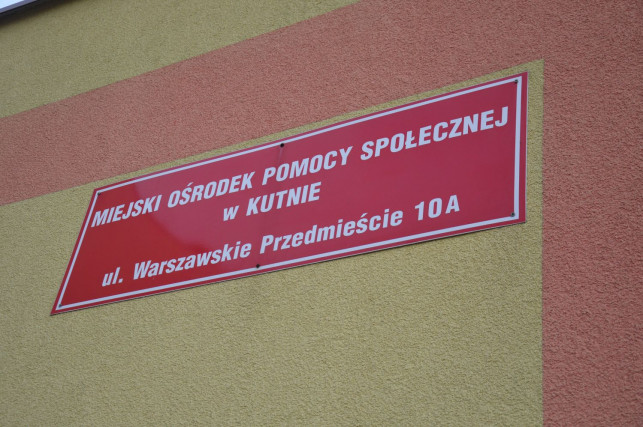 MIEJSKI OŚRODEK POMOCY SPOŁECZNEJ
w KUTNIE
ul. Warszawskie Przedmieście 10A